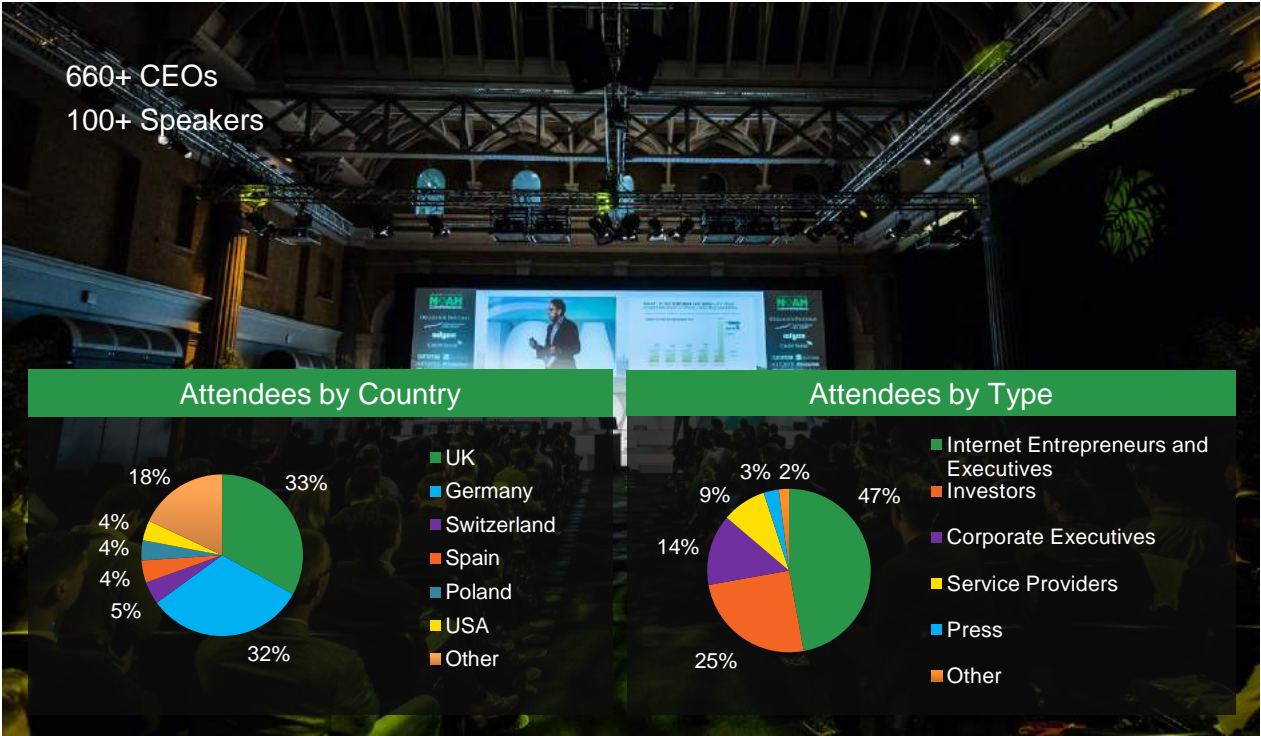 660+ CEOs
100+ Speakers
NOAH
NOAH
Attendees by Country
33%
32%
5%
4%
4%
4%
18%
UK
Germany
Switzerland
Spain
Poland
USA
Other
Attendees by Type
47%
25%
14%
9%
3%
2%
Internet Entrepreneurs and
Executives
Investors
Corporate Executives
Service Providers
Press
Other